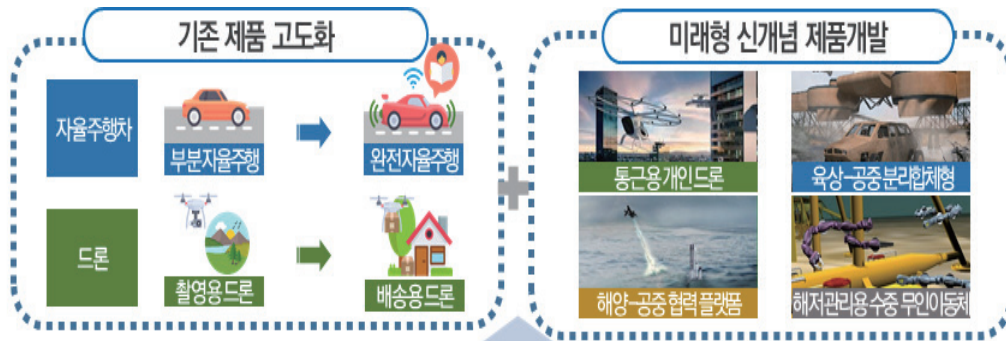 기존 제품 고도화
자율주행차
부분자율주행
완전자율주행
드론
촬영용 드론
배송용 드론
미래형 신개념 제품개발
통근용 개인 드론
육상-공중 분리합체형
해양-공중 협력 플랫폼
해저관리용 수중 무인이동체